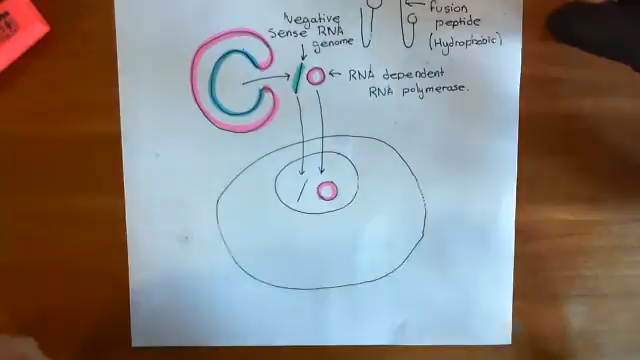 Negative
Sense RNA
genome
fusion
peptide
(Hydrophobic)
RNA dependent
RNA polymerase.